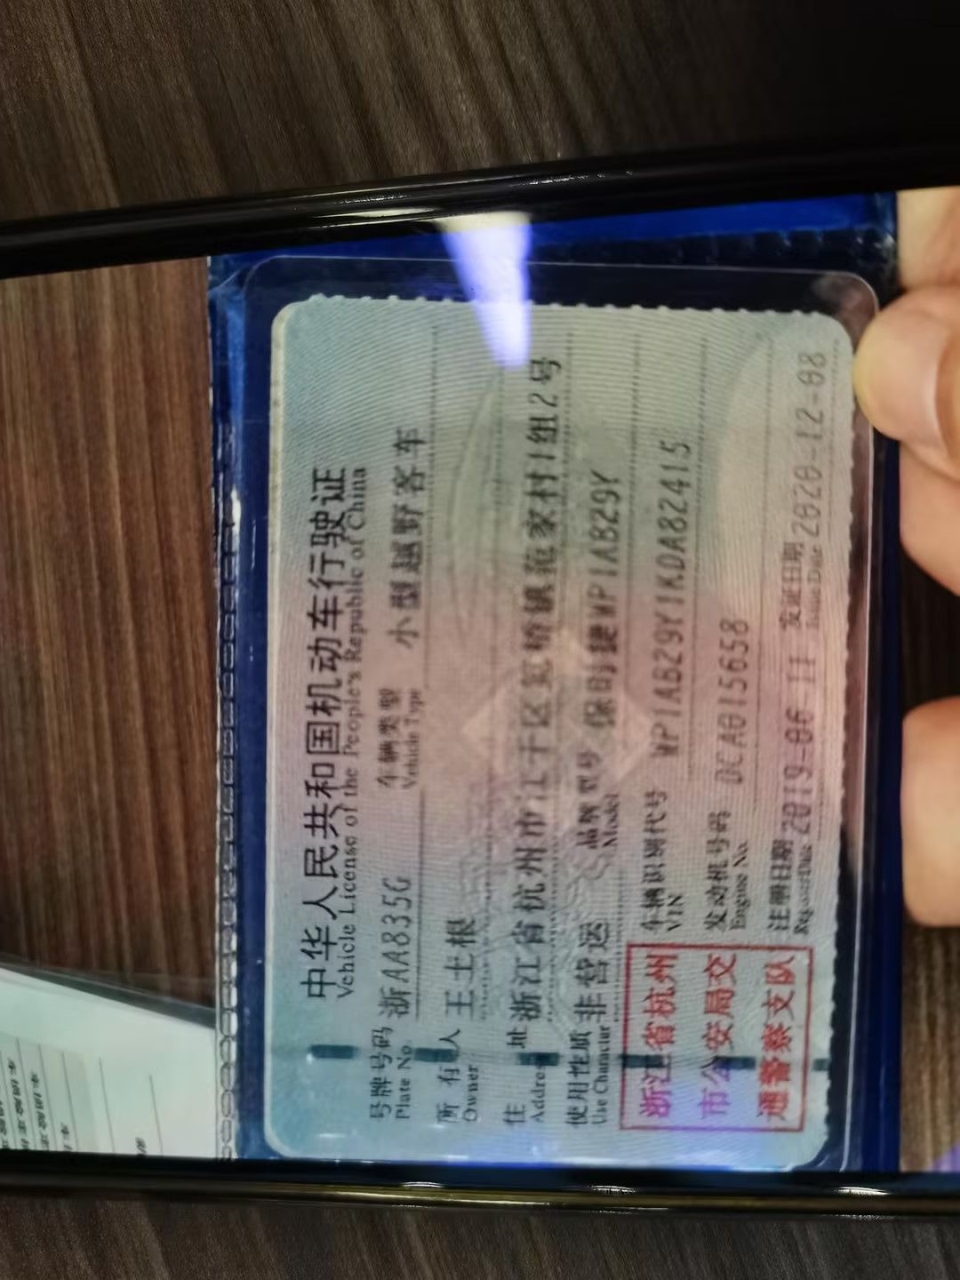 中华人民共和国机动车行驶证
Vehicle License of the People's Republic of China
号牌号码 浙AA835G 车辆类型 小型越野客车
Plate No. Vehicle Type
所有人 王土根
Owner
住址 浙江省杭州市江干区笕桥镇范家村1组2号
Address
使用性质 非营运 品牌型号 保时捷WP1AB29Y
Use Character Model
浙江省杭州
市公安局交
通警察支队
车辆识别代号 WP1AB29Y1KDA82415
VIN
发动机号码 DCA015658
Engine No.
注册日期 2019-06-11 发证日期 2020-12-08
Register Date Issue Date